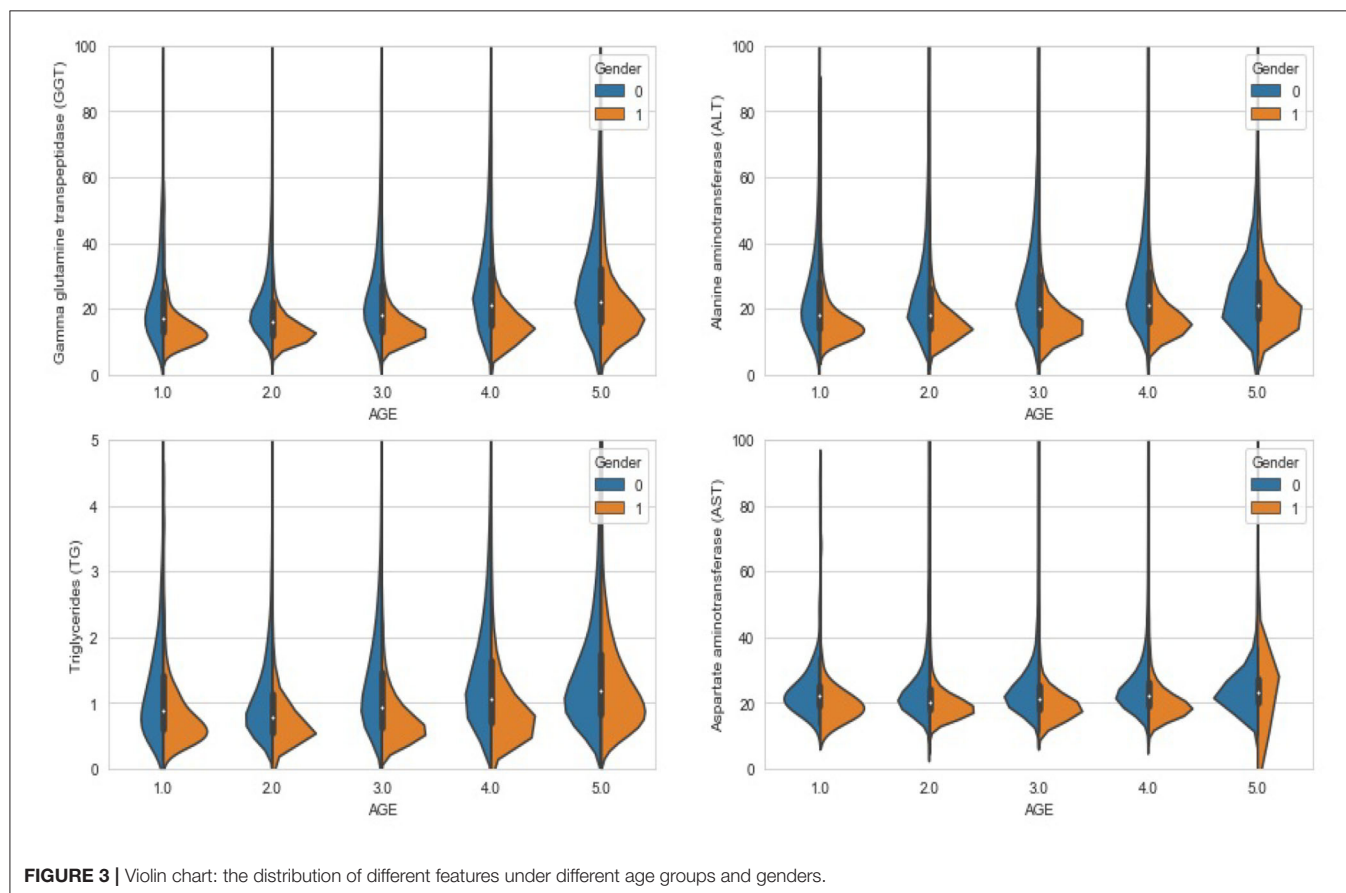 Gamma glutamine transpeptidase (GGT)
100
80
60
40
20
0
1.0 2.0 3.0 4.0 5.0
AGE
Gender
0
1
Alanine aminotransferase (ALT)
100
80
60
40
20
0
1.0 2.0 3.0 4.0 5.0
AGE
Gender
0
1
Triglycerides (TG)
5
4
3
2
1
0
1.0 2.0 3.0 4.0 5.0
AGE
Gender
0
1
Aspartate aminotransferase (AST)
100
80
60
40
20
0
1.0 2.0 3.0 4.0 5.0
AGE
Gender
0
1
FIGURE 3 | Violin chart: the distribution of different features under different age groups and genders.